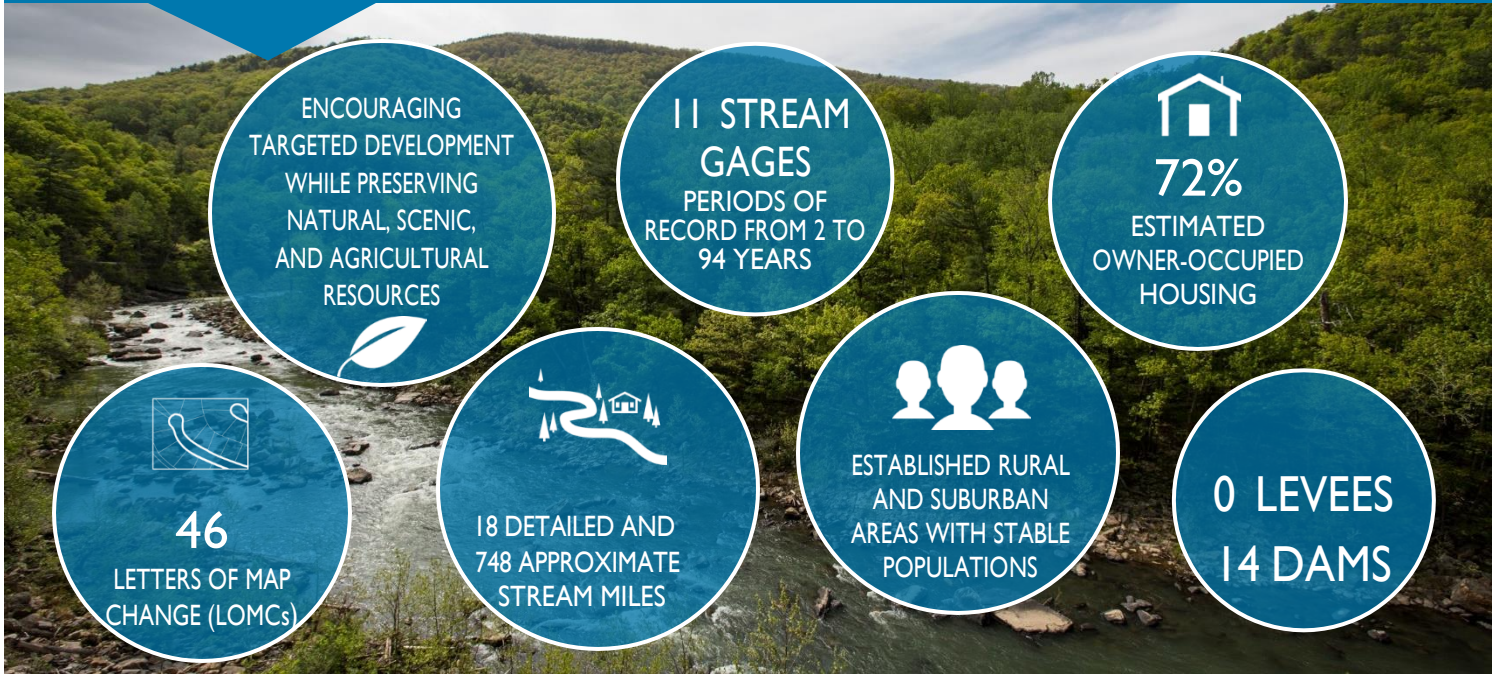 ENCOURAGING
TARGETED DEVELOPMENT
WHILE PRESERVING
NATURAL, SCENIC,
AND AGRICULTURAL
RESOURCES
11 STREAM
GAGES
PERIODS OF
RECORD FROM 2 TO
94 YEARS
72%
ESTIMATED
OWNER-OCCUPIED
HOUSING
46
LETTERS OF MAP
CHANGE (LOMCs)
18 DETAILED AND
748 APPROXIMATE
STREAM MILES
ESTABLISHED RURAL
AND SUBURBAN
AREAS WITH STABLE
POPULATIONS
0 LEVEES
14 DAMS